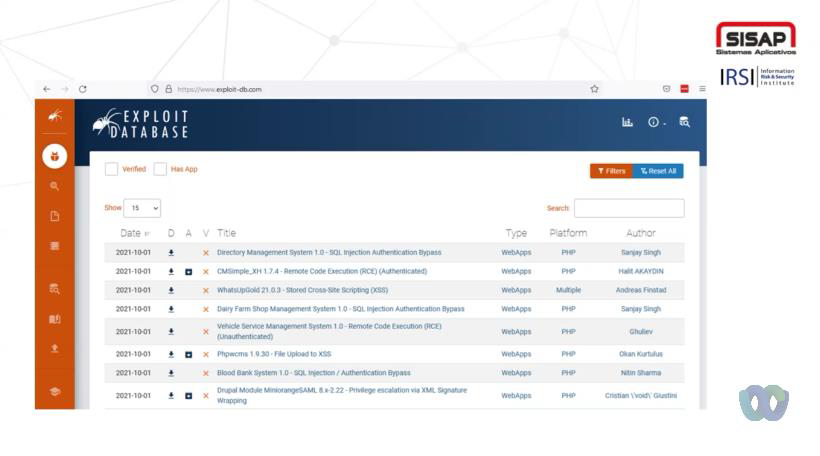 SISAP
Sistemas Aplicativos
IRSI Information Risk & Security Institute
https://www.exploit-db.com
EXPLOIT
DATABASE
Verified Has App
Filters Reset All
Show 15 Search:
Date D A V Title Type Platform Author
2021-10-01 × Directory Management System 1.0 - SQL Injection Authentication Bypass WebApps PHP Sanjay Singh
2021-10-01 × CMSimple_XH 1.7.4 - Remote Code Execution (RCE) (Authenticated) WebApps PHP Halit AKAYDIN
2021-10-01 × WhatsUpGold 21.0.3 - Stored Cross-Site Scripting (XSS) WebApps Multiple Andreas Finstad
2021-10-01 × Dairy Farm Shop Management System 1.0 - SQL Injection Authentication Bypass WebApps PHP Sanjay Singh
2021-10-01 × Vehicle Service Management System 1.0 - Remote Code Execution (RCE) (Unauthenticated) WebApps PHP Ghuliev
2021-10-01 × Phpwcms 1.9.30 - File Upload to XSS WebApps PHP Okan Kurtulus
2021-10-01 × Blood Bank System 1.0 - SQL Injection / Authentication Bypass WebApps PHP Nitin Sharma
2021-10-01 × Drupal Module MiniorangeSAML 8.x-2.22 - Privilege escalation via XML Signature Wrapping WebApps PHP Cristian \'void\' Giustini